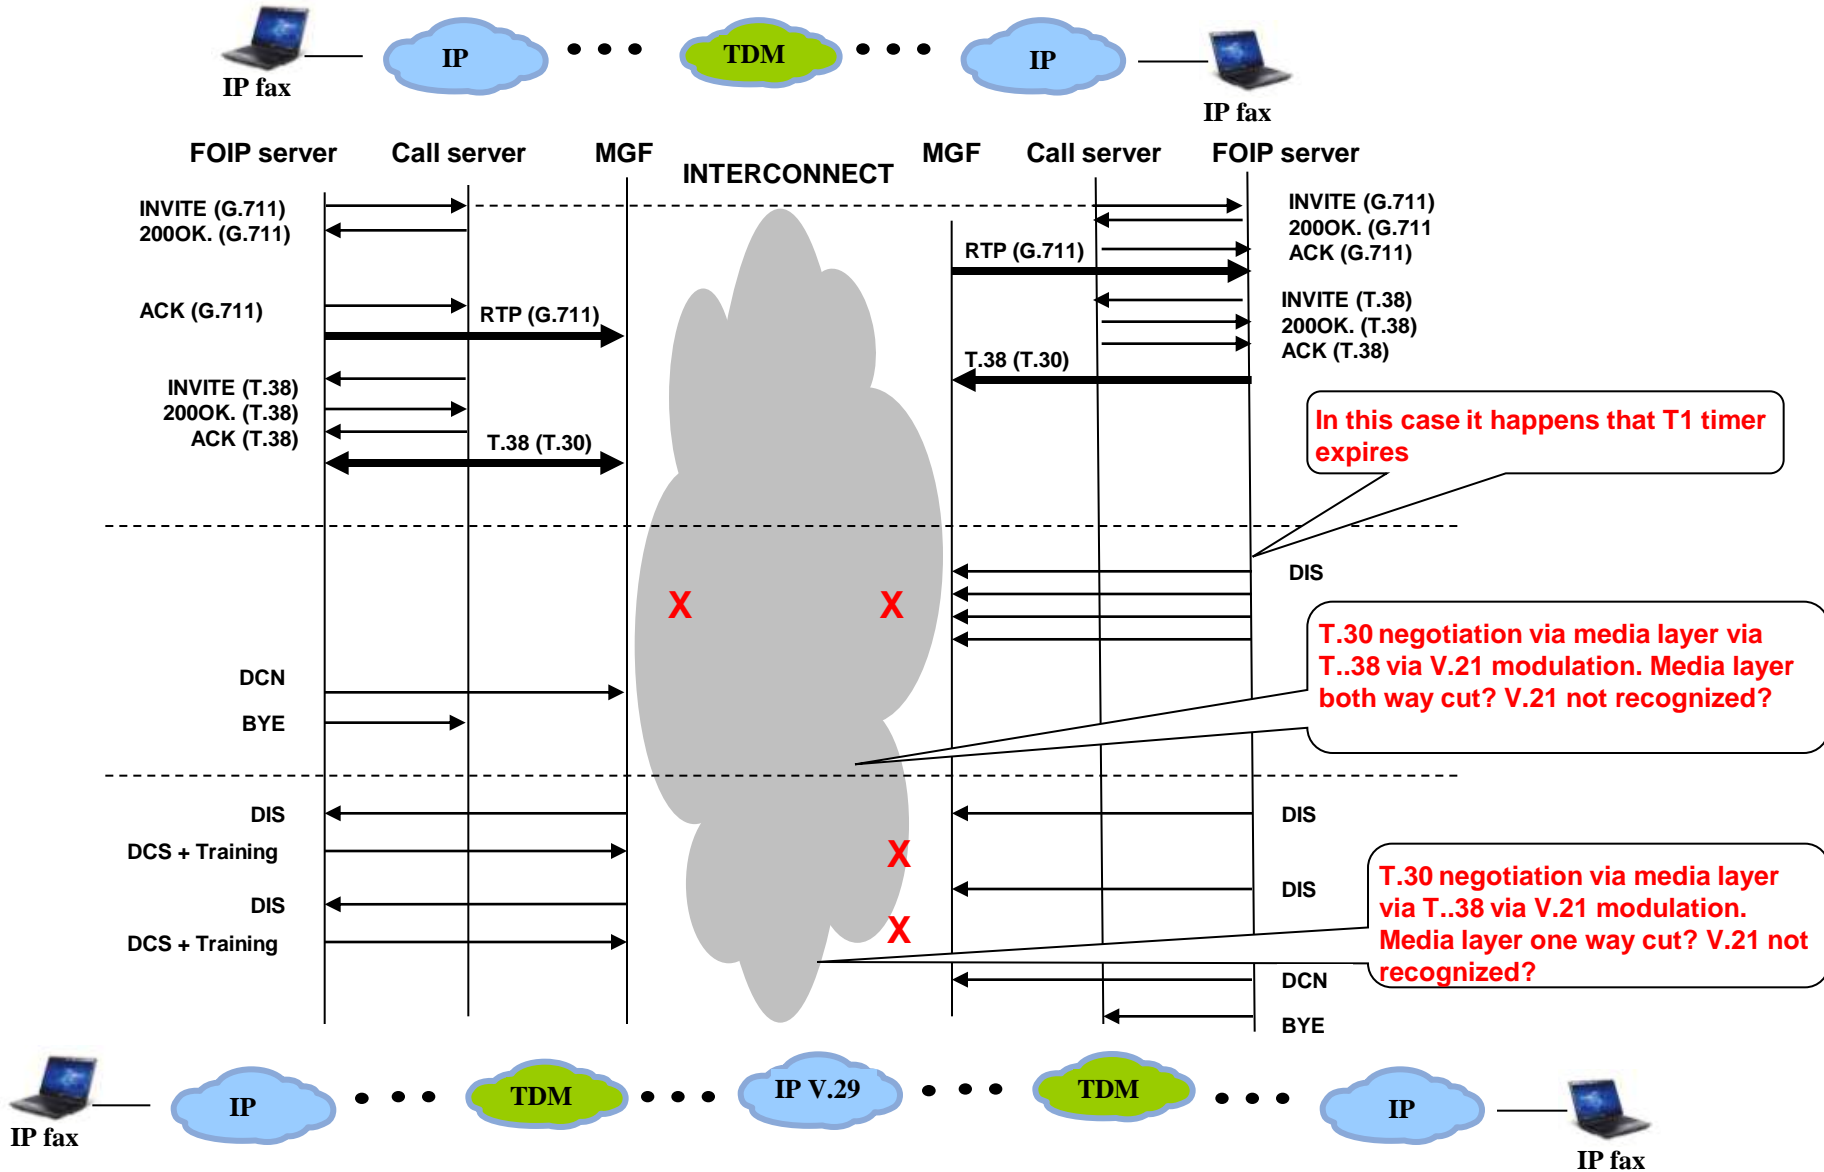 IP
TDM
IP
IP fax
IP fax
FOIP server
Call server
MGF
INTERCONNECT
MGF
Call server
FOIP server
INVITE (G.711)
200OK. (G.711)
ACK (G.711)
RTP (G.711)
INVITE (T.38)
200OK. (T.38)
ACK (T.38)
T.38 (T.30)
INVITE (G.711)
200OK. (G.711
ACK (G.711)
RTP (G.711)
INVITE (T.38)
200OK. (T.38)
ACK (T.38)
T.38 (T.30)
In this case it happens that T1 timer
expires
DIS
X
X
T.30 negotiation via media layer via
T..38 via V.21 modulation. Media layer
both way cut? V.21 not recognized?
DCN
BYE
DIS
DCS + Training
DIS
DCS + Training
DIS
X
DIS
X
T.30 negotiation via media layer
via T..38 via V.21 modulation.
Media layer one way cut? V.21 not
recognized?
DCN
BYE
IP fax
IP
TDM
IP V.29
TDM
IP
IP fax